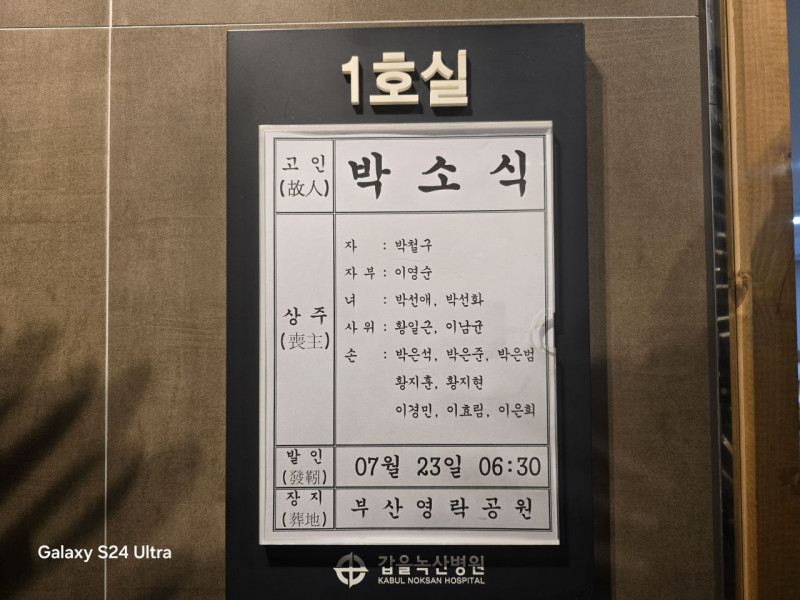 1호실
고 인
(故人)
박 소 식
상 주
(喪主)
자 : 박철구
자 부 : 이영순
녀 : 박선애, 박선화
사 위 : 황일근, 이남균
손 : 박은석, 박은준, 박은범
황지훈, 황지현
이경민, 이효림, 이은희
발 인
(發靷)
07월 23일 06:30
장 지
(葬地)
부 산 영 락 공 원
갑을녹산병원
KABUL NOKSAN HOSPITAL
Galaxy S24 Ultra